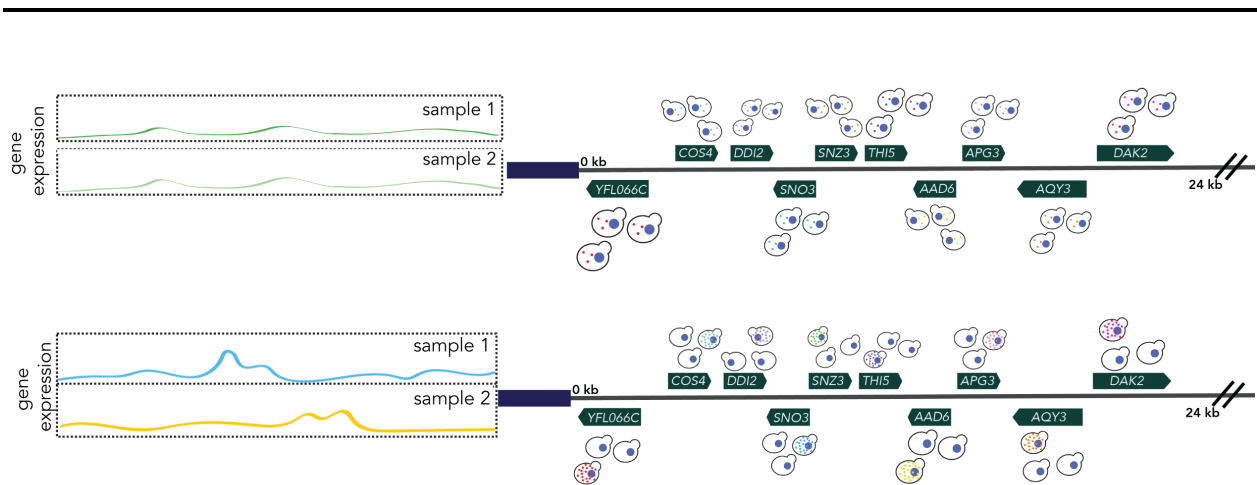 gene
expression
sample 1
sample 2
0 kb
24 kb
COS4
DDI2
SNZ3
THI5
APG3
DAK2
YFL066C
SNO3
AAD6
AQY3
gene
expression
sample 1
sample 2
0 kb
24 kb
COS4
DDI2
SNZ3
THI5
APG3
DAK2
YFL066C
SNO3
AAD6
AQY3